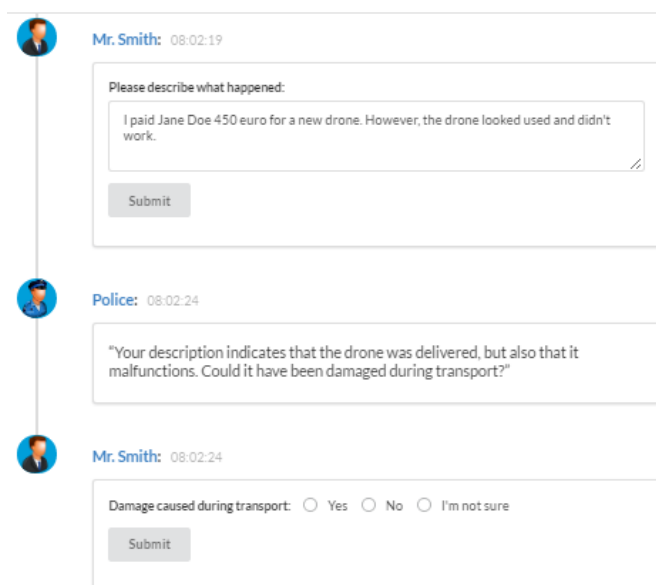 Mr. Smith: 08:02:19
Please describe what happened:
I paid Jane Doe 450 euro for a new drone. However, the drone looked used and didn't
work.
Submit
Police: 08:02:24
“Your description indicates that the drone was delivered, but also that it
malfunctions. Could it have been damaged during transport?”
Mr. Smith: 08:02:24
Damage caused during transport: Yes No I'm not sure
Submit